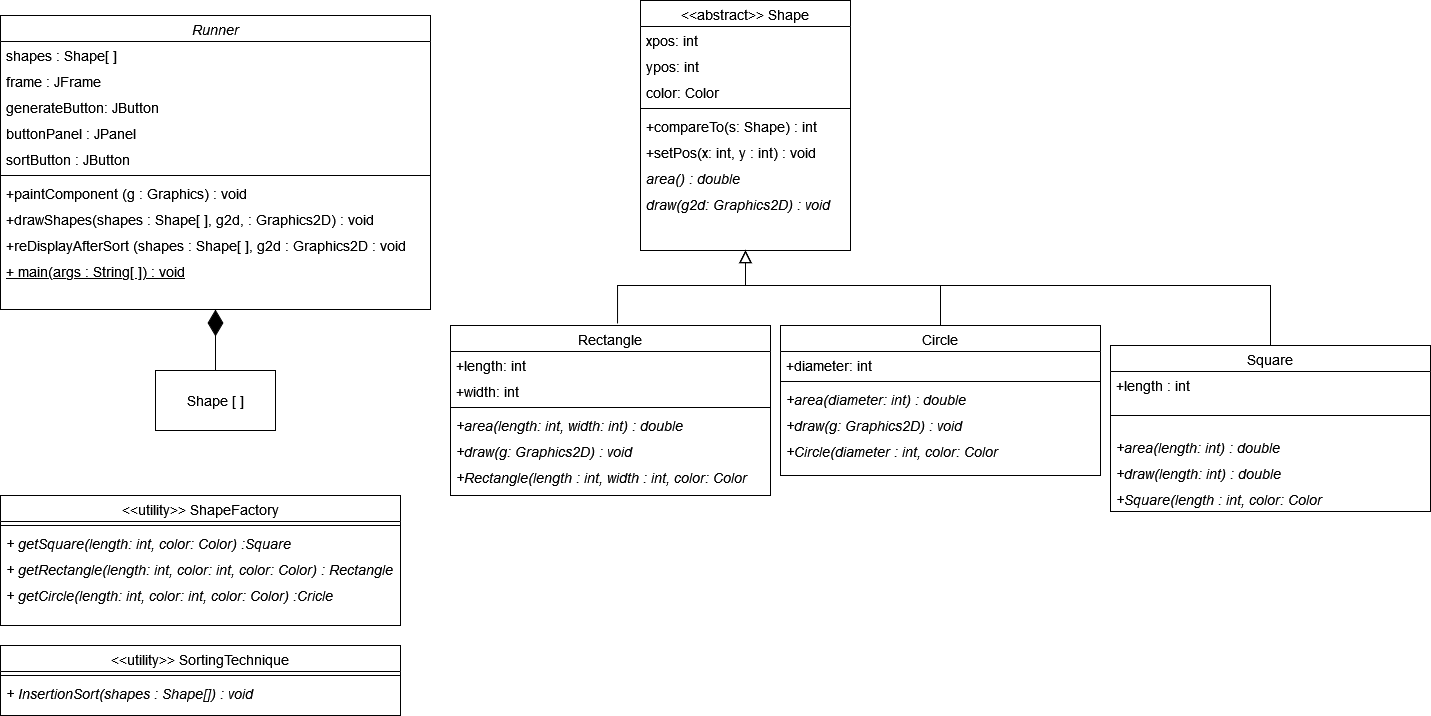 Runner
shapes : Shape[ ]
frame : JFrame
generateButton: JButton
buttonPanel : JPanel
sortButton : JButton
+paintComponent (g : Graphics) : void
+drawShapes(shapes : Shape[ ], g2d, : Graphics2D) : void
+reDisplayAfterSort (shapes : Shape[ ], g2d : Graphics2D : void
+ main(args : String[ ]) : void
Shape [ ]
<<abstract>> Shape
xpos: int
ypos: int
color: Color
+compareTo(s: Shape) : int
+setPos(x: int, y : int) : void
area() : double
draw(g2d: Graphics2D) : void
Rectangle
+length: int
+width: int
+area(length: int, width: int) : double
+draw(g: Graphics2D) : void
+Rectangle(length : int, width : int, color: Color
Circle
+diameter: int
+area(diameter: int) : double
+draw(g: Graphics2D) : void
+Circle(diameter : int, color: Color
Square
+length : int
+area(length: int) : double
+draw(length: int) : double
+Square(length : int, color: Color
<<utility>> ShapeFactory
+ getSquare(length: int, color: Color) :Square
+ getRectangle(length: int, color: int, color: Color) : Rectangle
+ getCircle(length: int, color: int, color: Color) :Cricle
<<utility>> SortingTechnique
+ InsertionSort(shapes : Shape[]) : void